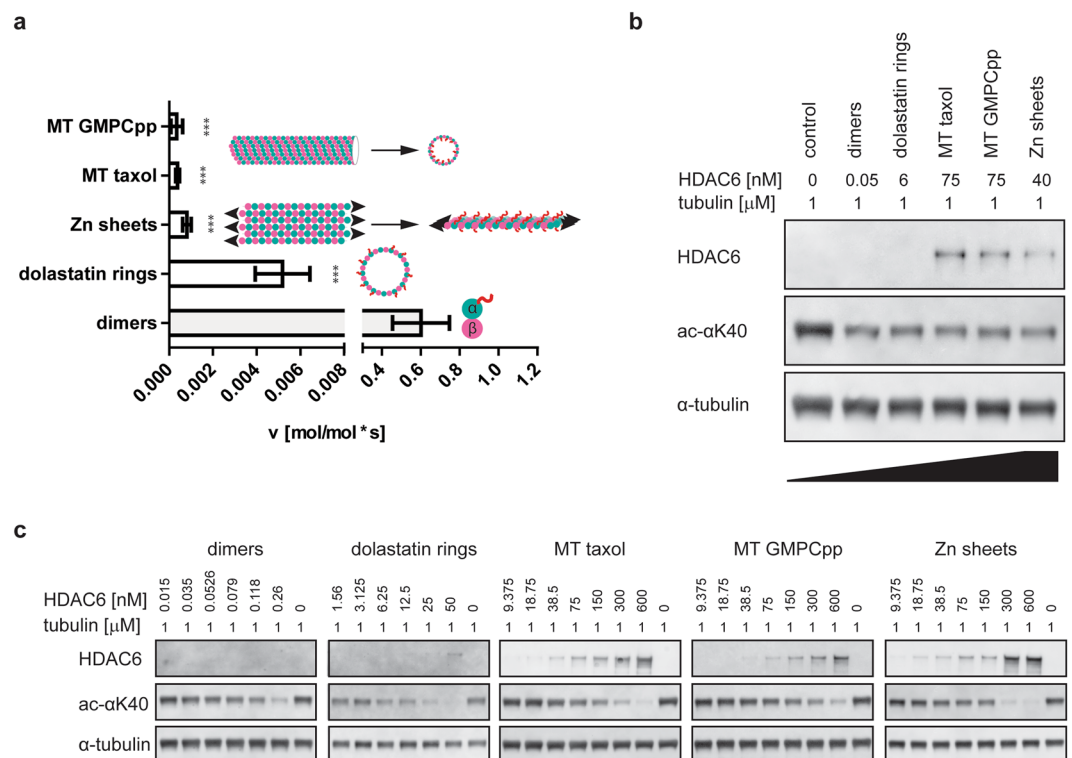 a
MT GMPCpp
***
MT taxol
***
Zn sheets
***
dolastatin rings
***
dimers
α
β
0.000 0.002 0.004 0.006 0.008 0.4 0.6 0.8 1.0 1.2
v [mol/mol*s]
b
control dimers dolastatin rings MT taxol MT GMPCpp Zn sheets
HDAC6 [nM] 0 0.05 6 75 75 40
tubulin [µM] 1 1 1 1 1 1
HDAC6
ac-αK40
α-tubulin
c
dimers dolastatin rings MT taxol MT GMPCpp Zn sheets
HDAC6 [nM] 0.015 0.035 0.0526 0.079 0.118 0.26 0 1.56 3.125 6.25 12.5 25 50 0 9.375 18.75 38.5 75 150 300 600 0 9.375 18.75 38.5 75 150 300 600 0 9.375 18.75 38.5 75 150 300 600 0
tubulin [µM] 1 1 1 1 1 1 1 1 1 1 1 1 1 1 1 1 1 1 1 1 1 1 1 1 1 1 1 1 1 1 1 1 1 1 1 1 1 1
HDAC6
ac-αK40
α-tubulin